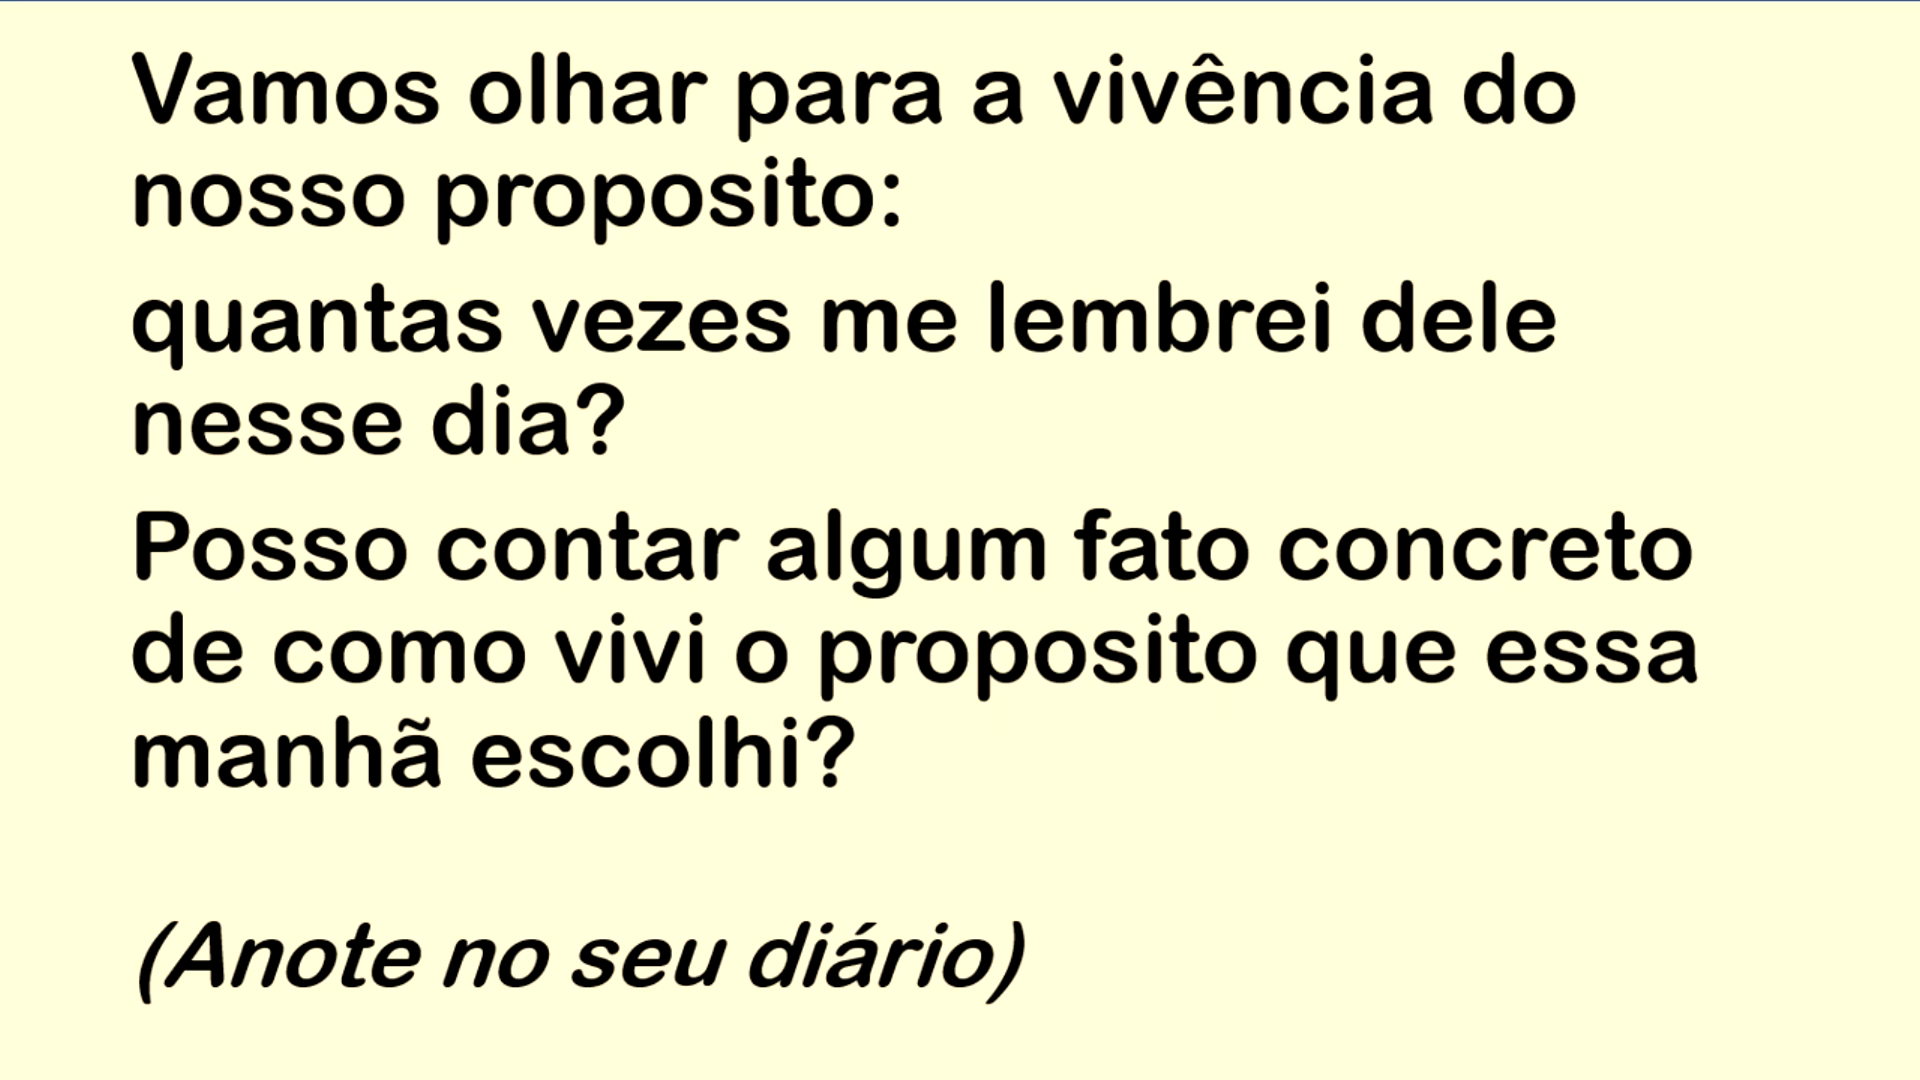 Vamos olhar para a vivência do
nosso proposito:
quantas vezes me lembrei dele
nesse dia?
Posso contar algum fato concreto
de como vivi o proposito que essa
manhã escolhi?
(Anote no seu diário)